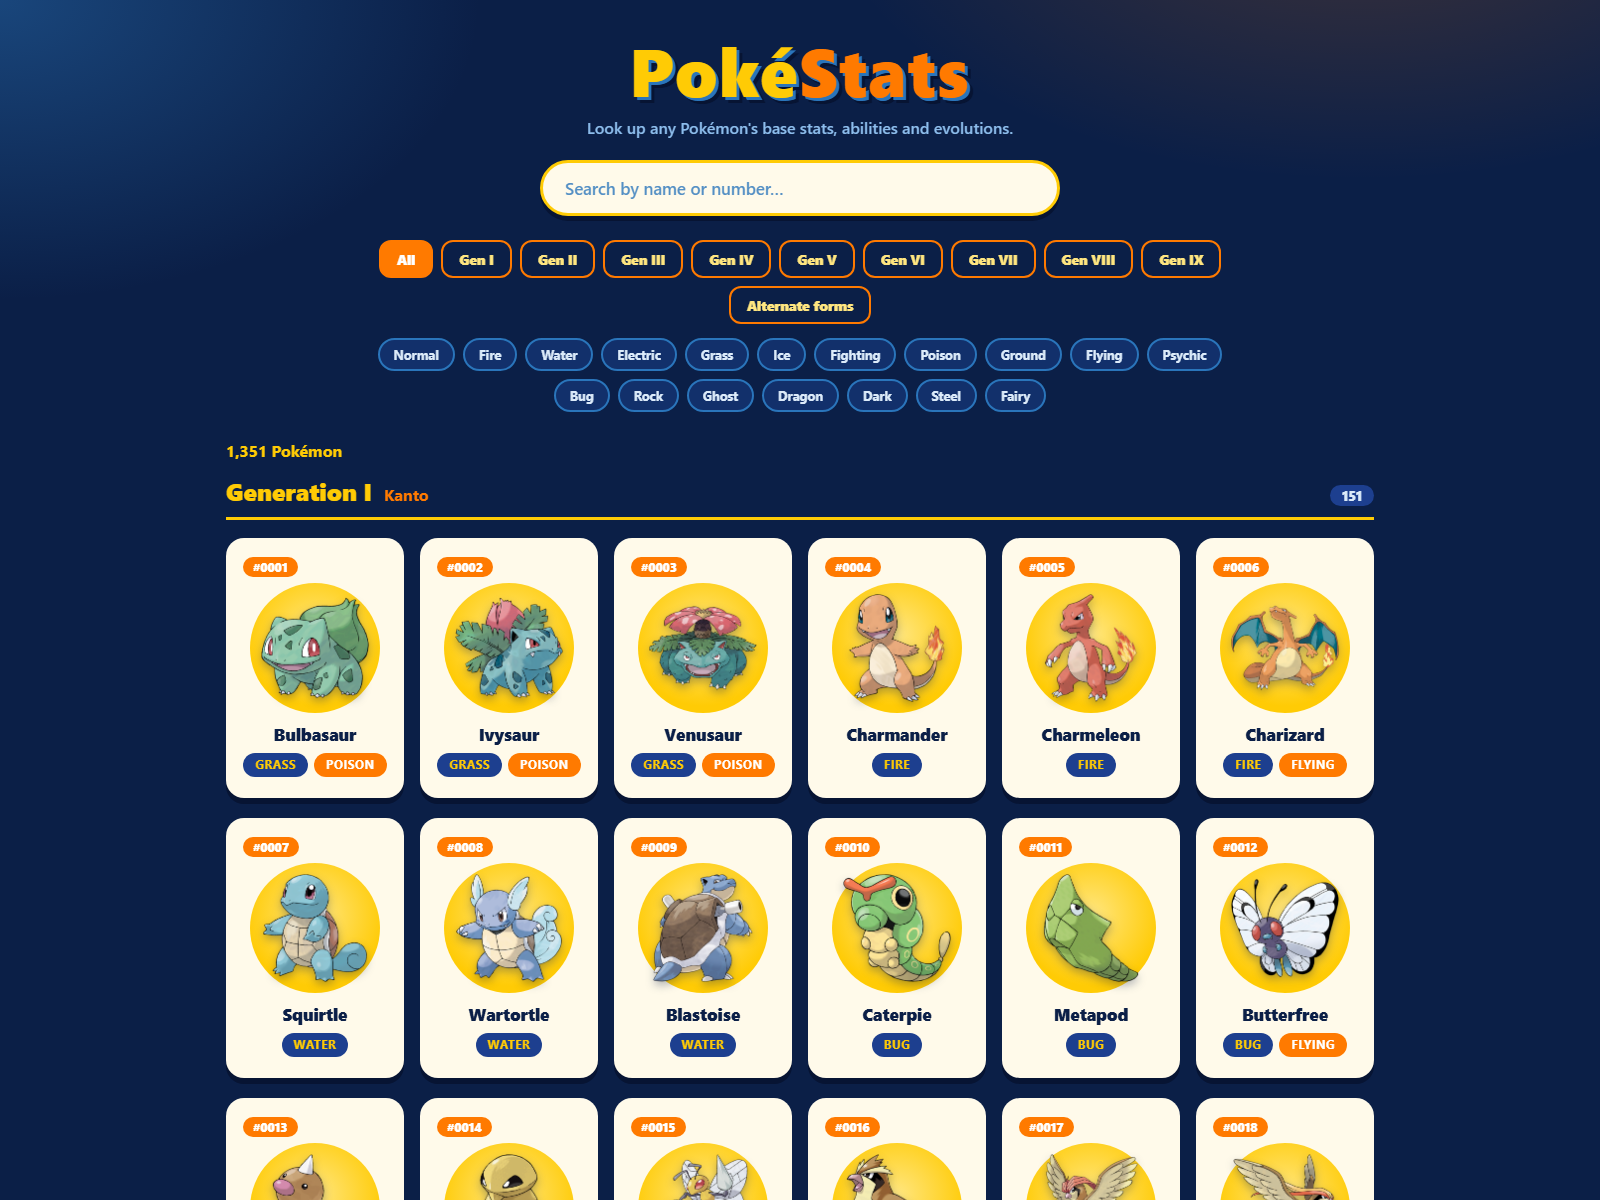 PokéStats
Look up any Pokémon's base stats, abilities and evolutions.
Search by name or number...
All Gen I Gen II Gen III Gen IV Gen V Gen VI Gen VII Gen VIII Gen IX
Alternate forms
Normal Fire Water Electric Grass Ice Fighting Poison Ground Flying Psychic
Bug Rock Ghost Dragon Dark Steel Fairy
1,351 Pokémon
Generation I Kanto 151
#0001 #0002 #0003 #0004 #0005 #0006
Bulbasaur Ivysaur Venusaur Charmander Charmeleon Charizard
GRASS POISON GRASS POISON GRASS POISON FIRE FIRE FIRE FLYING
#0007 #0008 #0009 #0010 #0011 #0012
Squirtle Wartortle Blastoise Caterpie Metapod Butterfree
WATER WATER WATER BUG BUG BUG FLYING
#0013 #0014 #0015 #0016 #0017 #0018